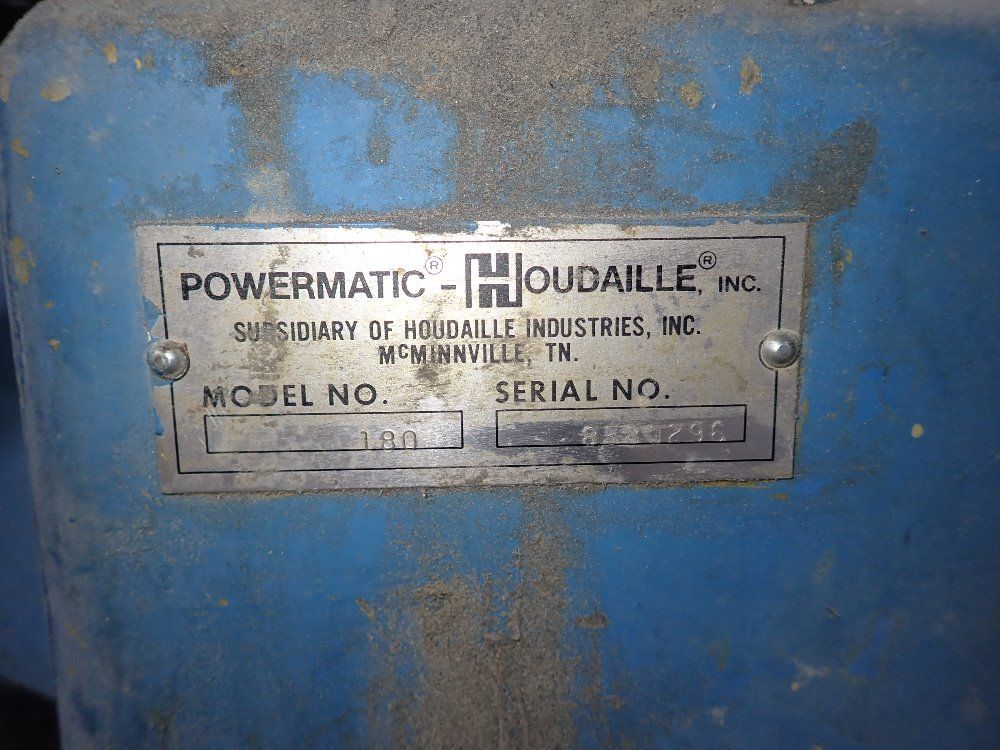 POWERMATIC® - HOUDAILLE®, INC.
SUBSIDIARY OF HOUDAILLE INDUSTRIES, INC.
McMINNVILLE, TN.
MODEL NO. SERIAL NO.
180